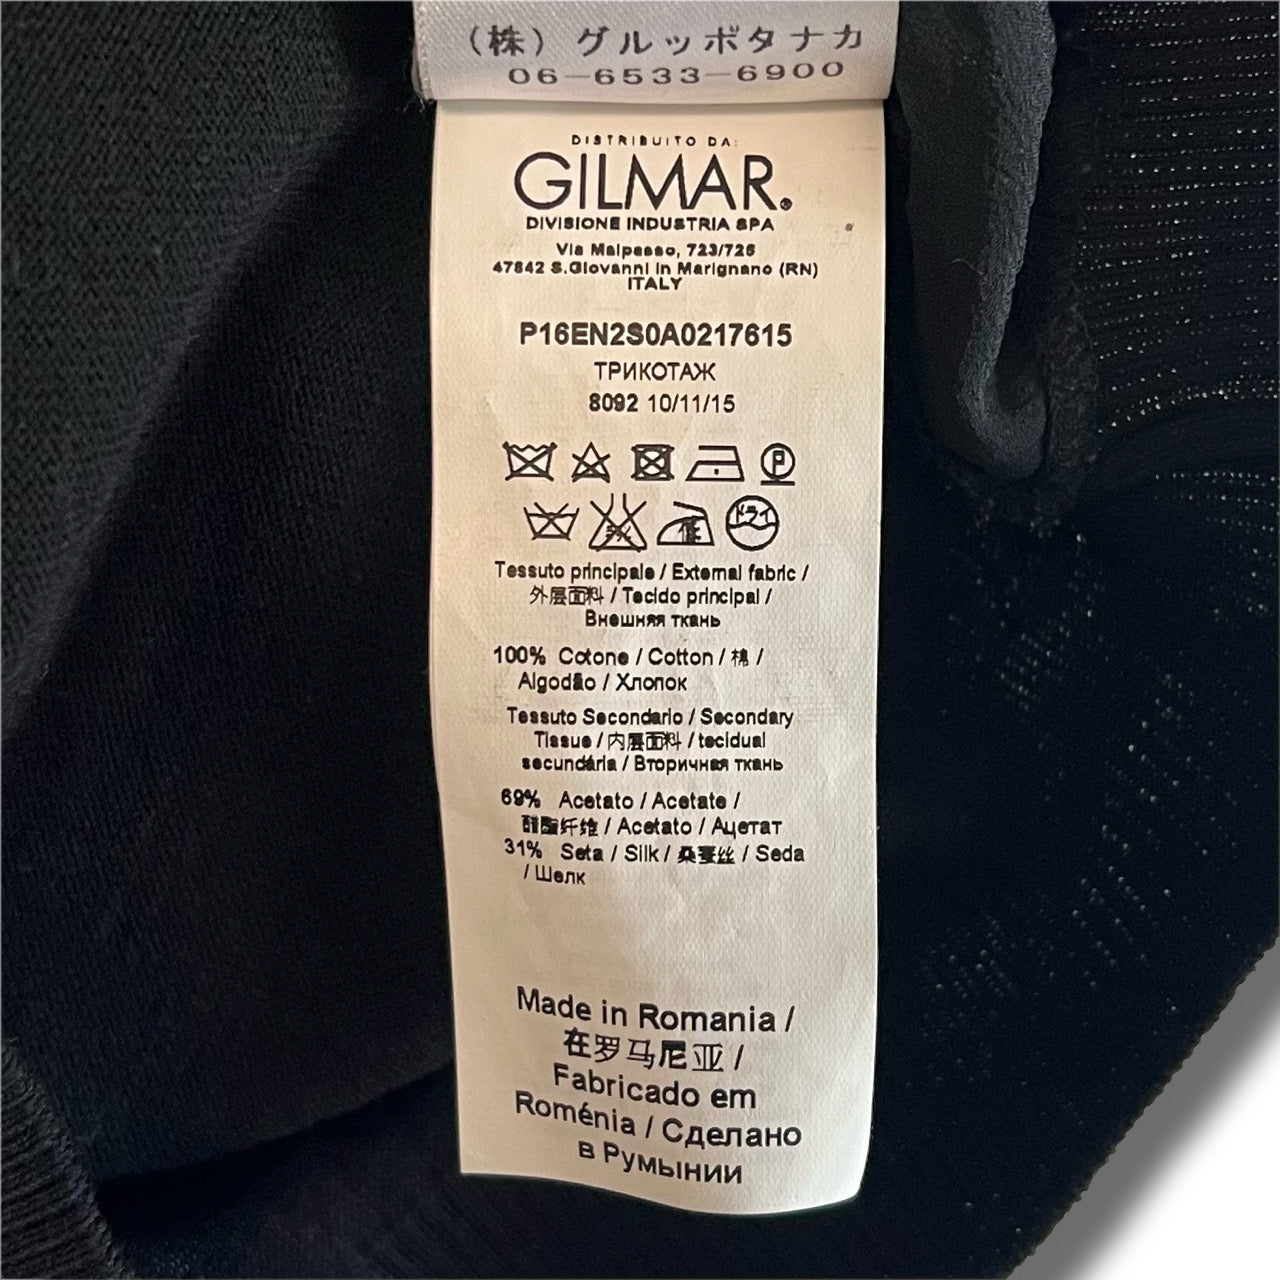 （株）グルッポタナカ
06-6533-6900
DISTRIBUITO DA:
GILMAR®
DIVISIONE INDUSTRIA SPA
Via Malpasso, 723/725
47842 S.Giovanni in Marignano (RN)
ITALY
P16EN2S0A0217615
ТРИКОТАЖ
8092 10/11/15
P
ドライ
Tessuto principale / External fabric /
外层面料 / Tecido principal /
Внешняя ткань
100% Cotone / Cotton / 棉 /
Algodão / Хлопок
Tessuto Secondario / Secondary
Tissue / 内层面料 / tecidual
secundária / Вторичная ткань
69% Acetato / Acetate /
醋酯纤维 / Acetato / Ацетат
31% Seta / Silk / 桑蚕丝 / Seda
/ Шелк
Made in Romania /
在罗马尼亚 /
Fabricado em
Roménia / Сделано
в Румынии